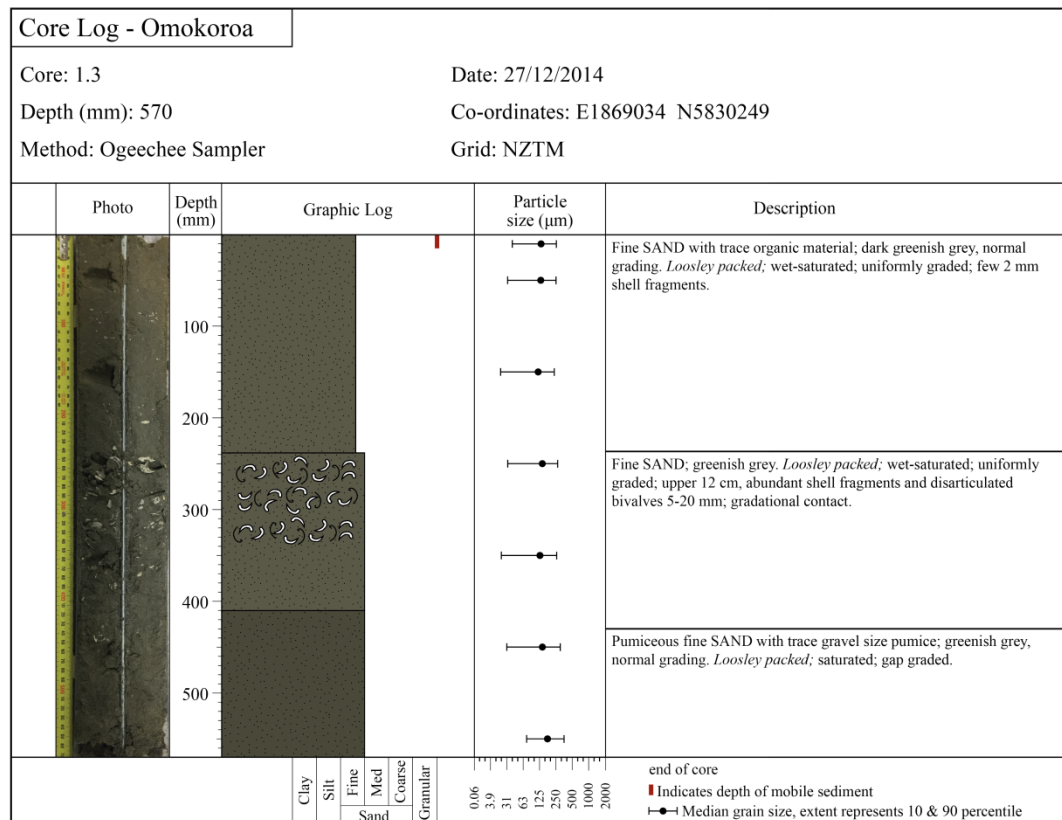 Core Log - Omokoroa
Core: 1.3
Date: 27/12/2014
Depth (mm): 570
Co-ordinates: E1869034 N5830249
Method: Ogeechee Sampler
Grid: NZTM
Photo
Depth
(mm)
Graphic Log
Particle
size (μm)
Description
Fine SAND with trace organic material; dark greenish grey, normal
grading. Loosley packed; wet-saturated; uniformly graded; few 2 mm
shell fragments.
100
200
Fine SAND; greenish grey. Loosley packed; wet-saturated; uniformly
graded; upper 12 cm, abundant shell fragments and disarticulated
bivalves 5-20 mm; gradational contact.
300
400
Pumiceous fine SAND with trace gravel size pumice; greenish grey,
normal grading. Loosley packed; saturated; gap graded.
500
Clay
Silt
Fine
Med
Coarse
Granular
Sand
0.06
3.9
31
63
125
250
500
1000
2000
end of core
Indicates depth of mobile sediment
Median grain size, extent represents 10 & 90 percentile